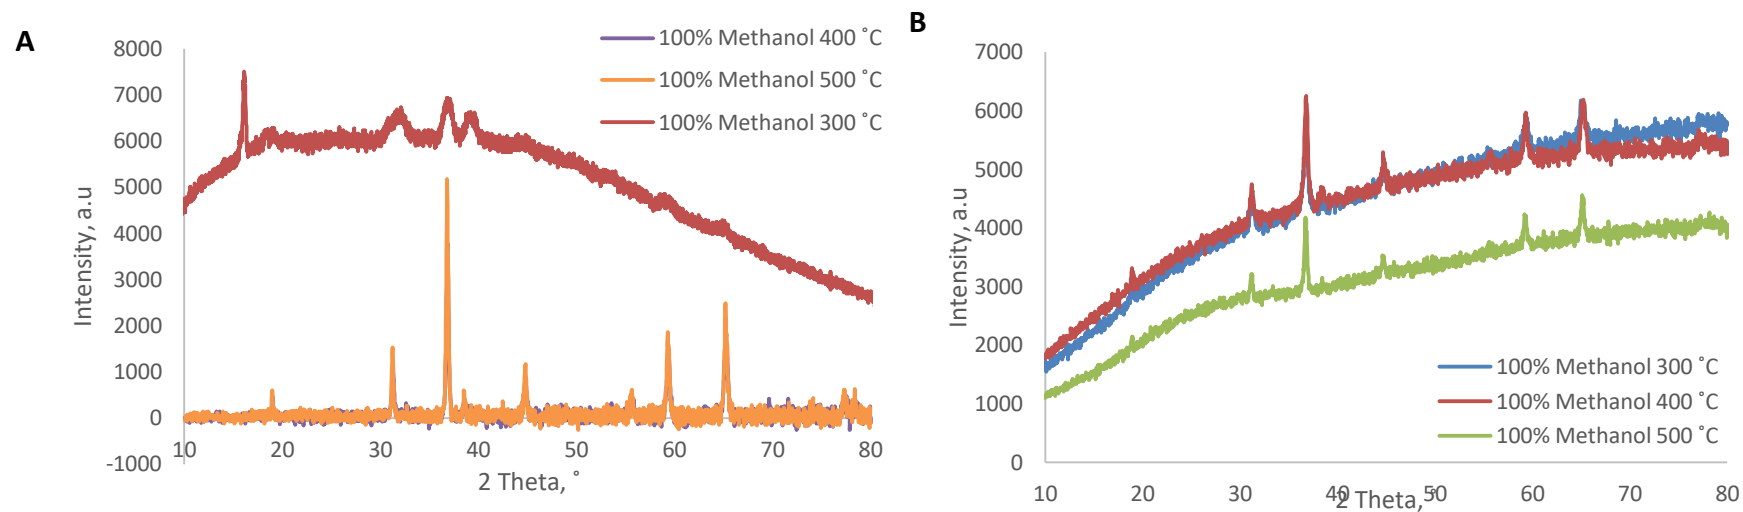 A
8000
7000
6000
5000
4000
3000
2000
1000
0
-1000
Intensity, a.u
10 20 30 40 50 60 70 80
2 Theta, ˚
100% Methanol 400 ˚C
100% Methanol 500 ˚C
100% Methanol 300 ˚C
B
7000
6000
5000
4000
3000
2000
1000
0
Intensity, a.u
10 20 30 40 50 60 70 80
2 Theta, ˚
100% Methanol 300 ˚C
100% Methanol 400 ˚C
100% Methanol 500 ˚C